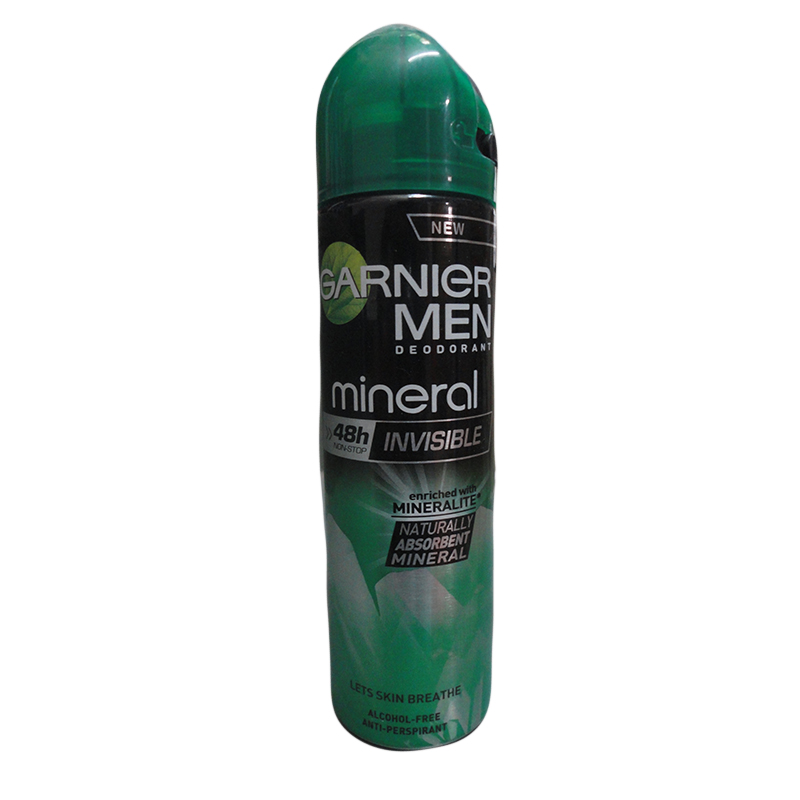 NEW
GARNIER
MEN
DEODORANT
mineral
48h
NON-STOP
INVISIBLE
enriched with
MINERALITE
NATURALLY
ABSORBENT
MINERAL
LETS SKIN BREATHE
ALCOHOL-FREE
ANTI-PERSPIRANT